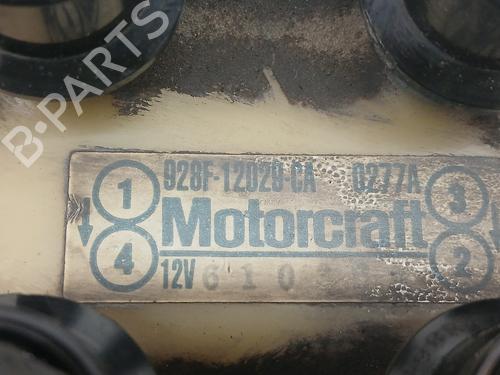 B-PARTS
928F-12029-CA 0277A
1 3
Motorcraft
4 2
12V 610